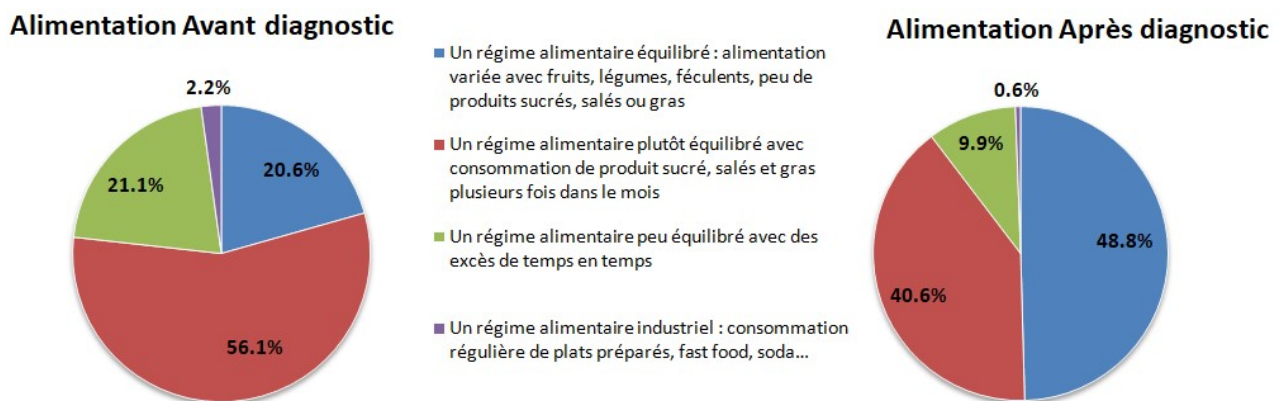 Alimentation Avant diagnostic
2.2%
20.6%
21.1%
56.1%
Un régime alimentaire équilibré : alimentation
variée avec fruits, légumes, féculents, peu de
produits sucrés, salés ou gras
Un régime alimentaire plutôt équilibré avec
consommation de produit sucré, salés et gras
plusieurs fois dans le mois
Un régime alimentaire peu équilibré avec des
excès de temps en temps
Un régime alimentaire industriel : consommation
régulière de plats préparés, fast food, soda...
Alimentation Après diagnostic
0.6%
9.9%
48.8%
40.6%